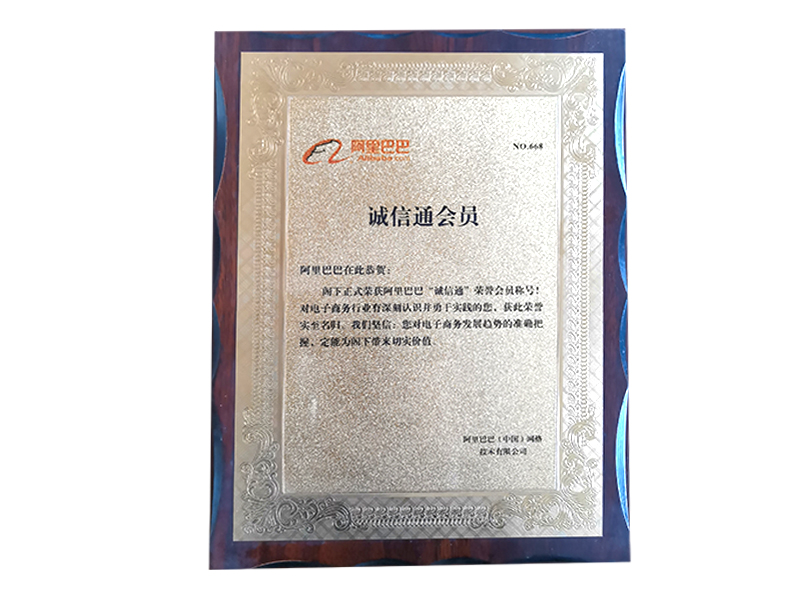 阿里巴巴
Alibaba.com
NO.668
诚信通会员
阿里巴巴在此恭贺：
阁下正式荣获阿里巴巴“诚信通”荣誉会员称号！
对电子商务行业有深刻认识并勇于实践的您，获此荣誉
实至名归。我们坚信：您对电子商务发展趋势的准确把
握，定能为阁下带来切实价值。
阿里巴巴（中国）网络
技术有限公司